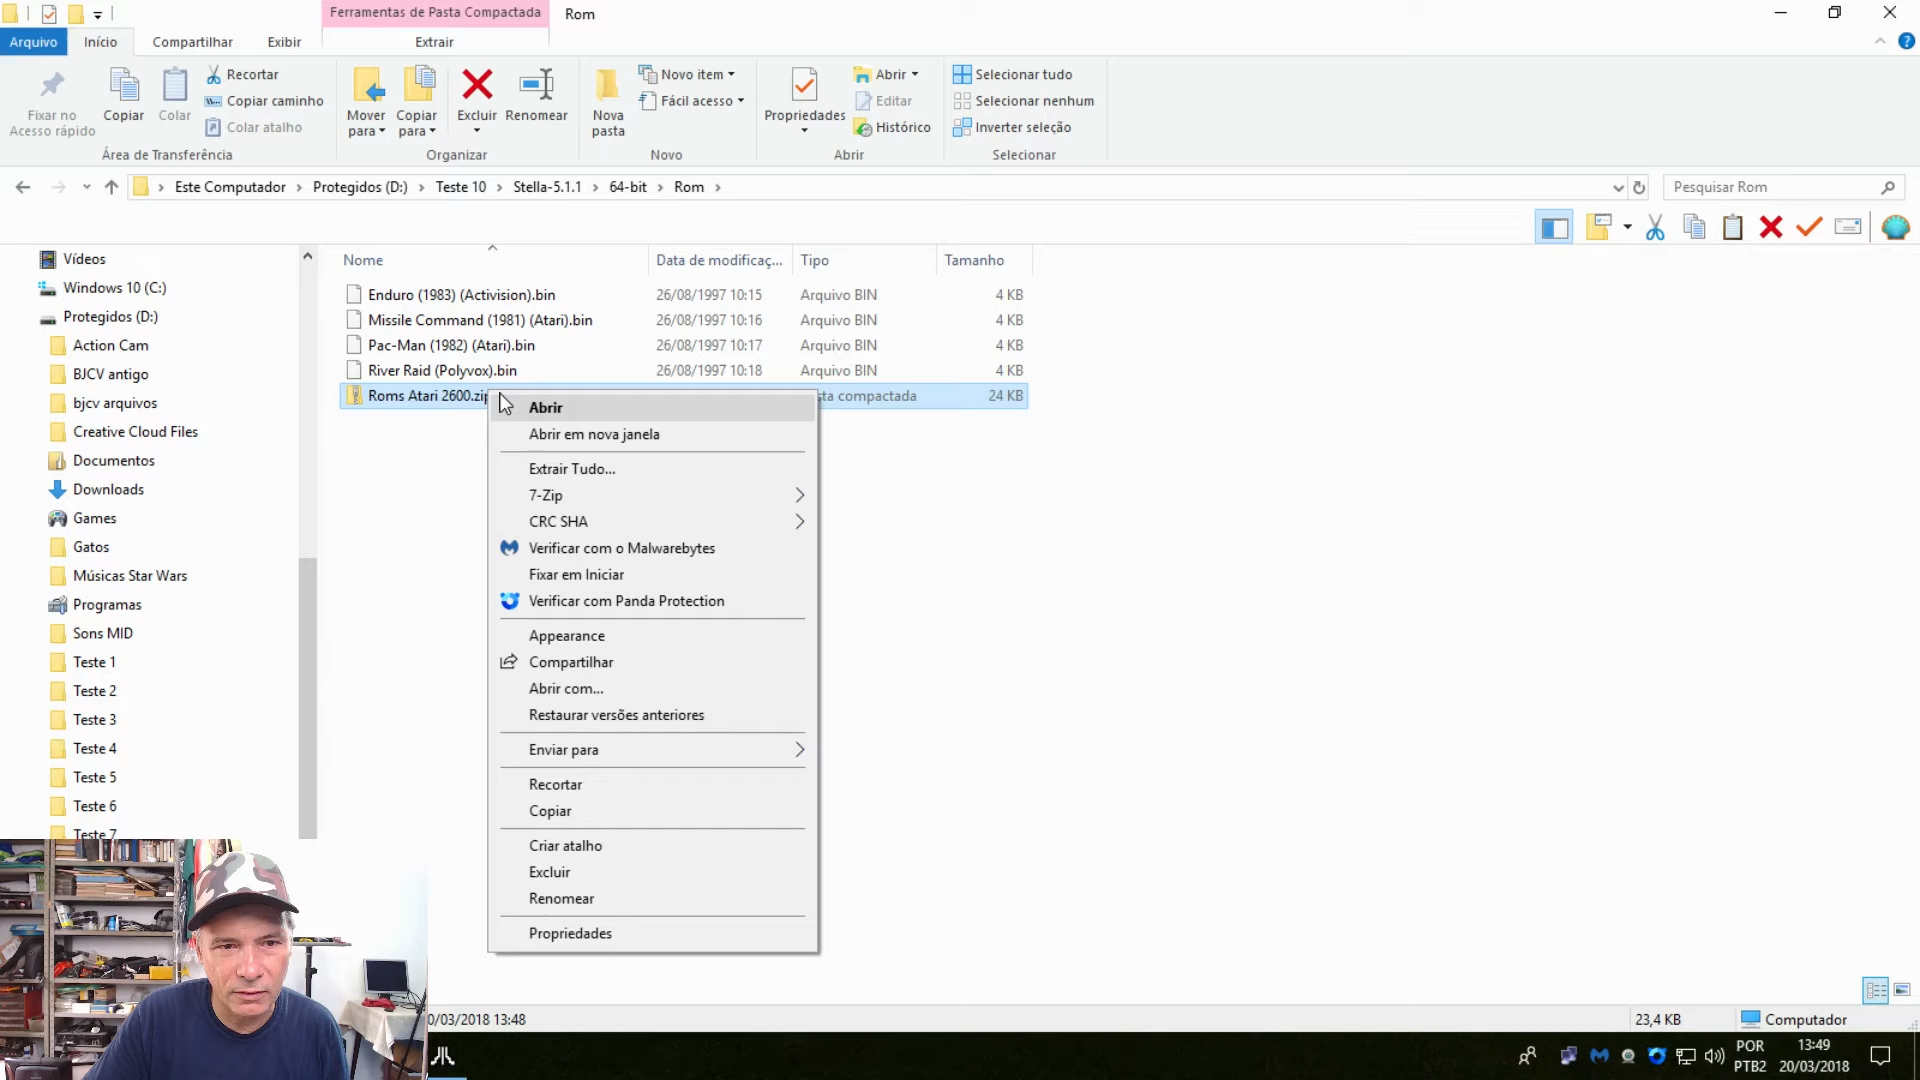 Ferramentas de Pasta Compactada
Rom
Arquivo
Início
Compartilhar
Exibir
Extrair
Fixar no
Acesso rápido
Copiar
Colar
Recortar
Copiar caminho
Colar atalho
Área de Transferência
Mover
para
Copiar
para
Excluir
Renomear
Organizar
Nova
pasta
Novo item
Fácil acesso
Novo
Propriedades
Abrir
Editar
Histórico
Abrir
Selecionar tudo
Selecionar nenhum
Inverter seleção
Selecionar
Este Computador > Protegidos (D:) > Teste 10 > Stella-5.1.1 > 64-bit > Rom >
Pesquisar Rom
Vídeos
Windows 10 (C:)
Protegidos (D:)
Action Cam
BJCV antigo
bjcv arquivos
Creative Cloud Files
Documentos
Downloads
Games
Gatos
Músicas Star Wars
Programas
Sons MID
Teste 1
Teste 2
Teste 3
Teste 4
Teste 5
Teste 6
Teste 7
Nome Data de modificaç... Tipo Tamanho
Enduro (1983) (Activision).bin 26/08/1997 10:15 Arquivo BIN 4 KB
Missile Command (1981) (Atari).bin 26/08/1997 10:16 Arquivo BIN 4 KB
Pac-Man (1982) (Atari).bin 26/08/1997 10:17 Arquivo BIN 4 KB
River Raid (Polyvox).bin 26/08/1997 10:18 Arquivo BIN 4 KB
Roms Atari 2600.zip sta compactada 24 KB
Abrir
Abrir em nova janela
Extrair Tudo...
7-Zip
CRC SHA
Verificar com o Malwarebytes
Fixar em Iniciar
Verificar com Panda Protection
Appearance
Compartilhar
Abrir com...
Restaurar versões anteriores
Enviar para
Recortar
Copiar
Criar atalho
Excluir
Renomear
Propriedades
0/03/2018 13:48
23,4 KB
Computador
POR
PTB2
13:49
20/03/2018